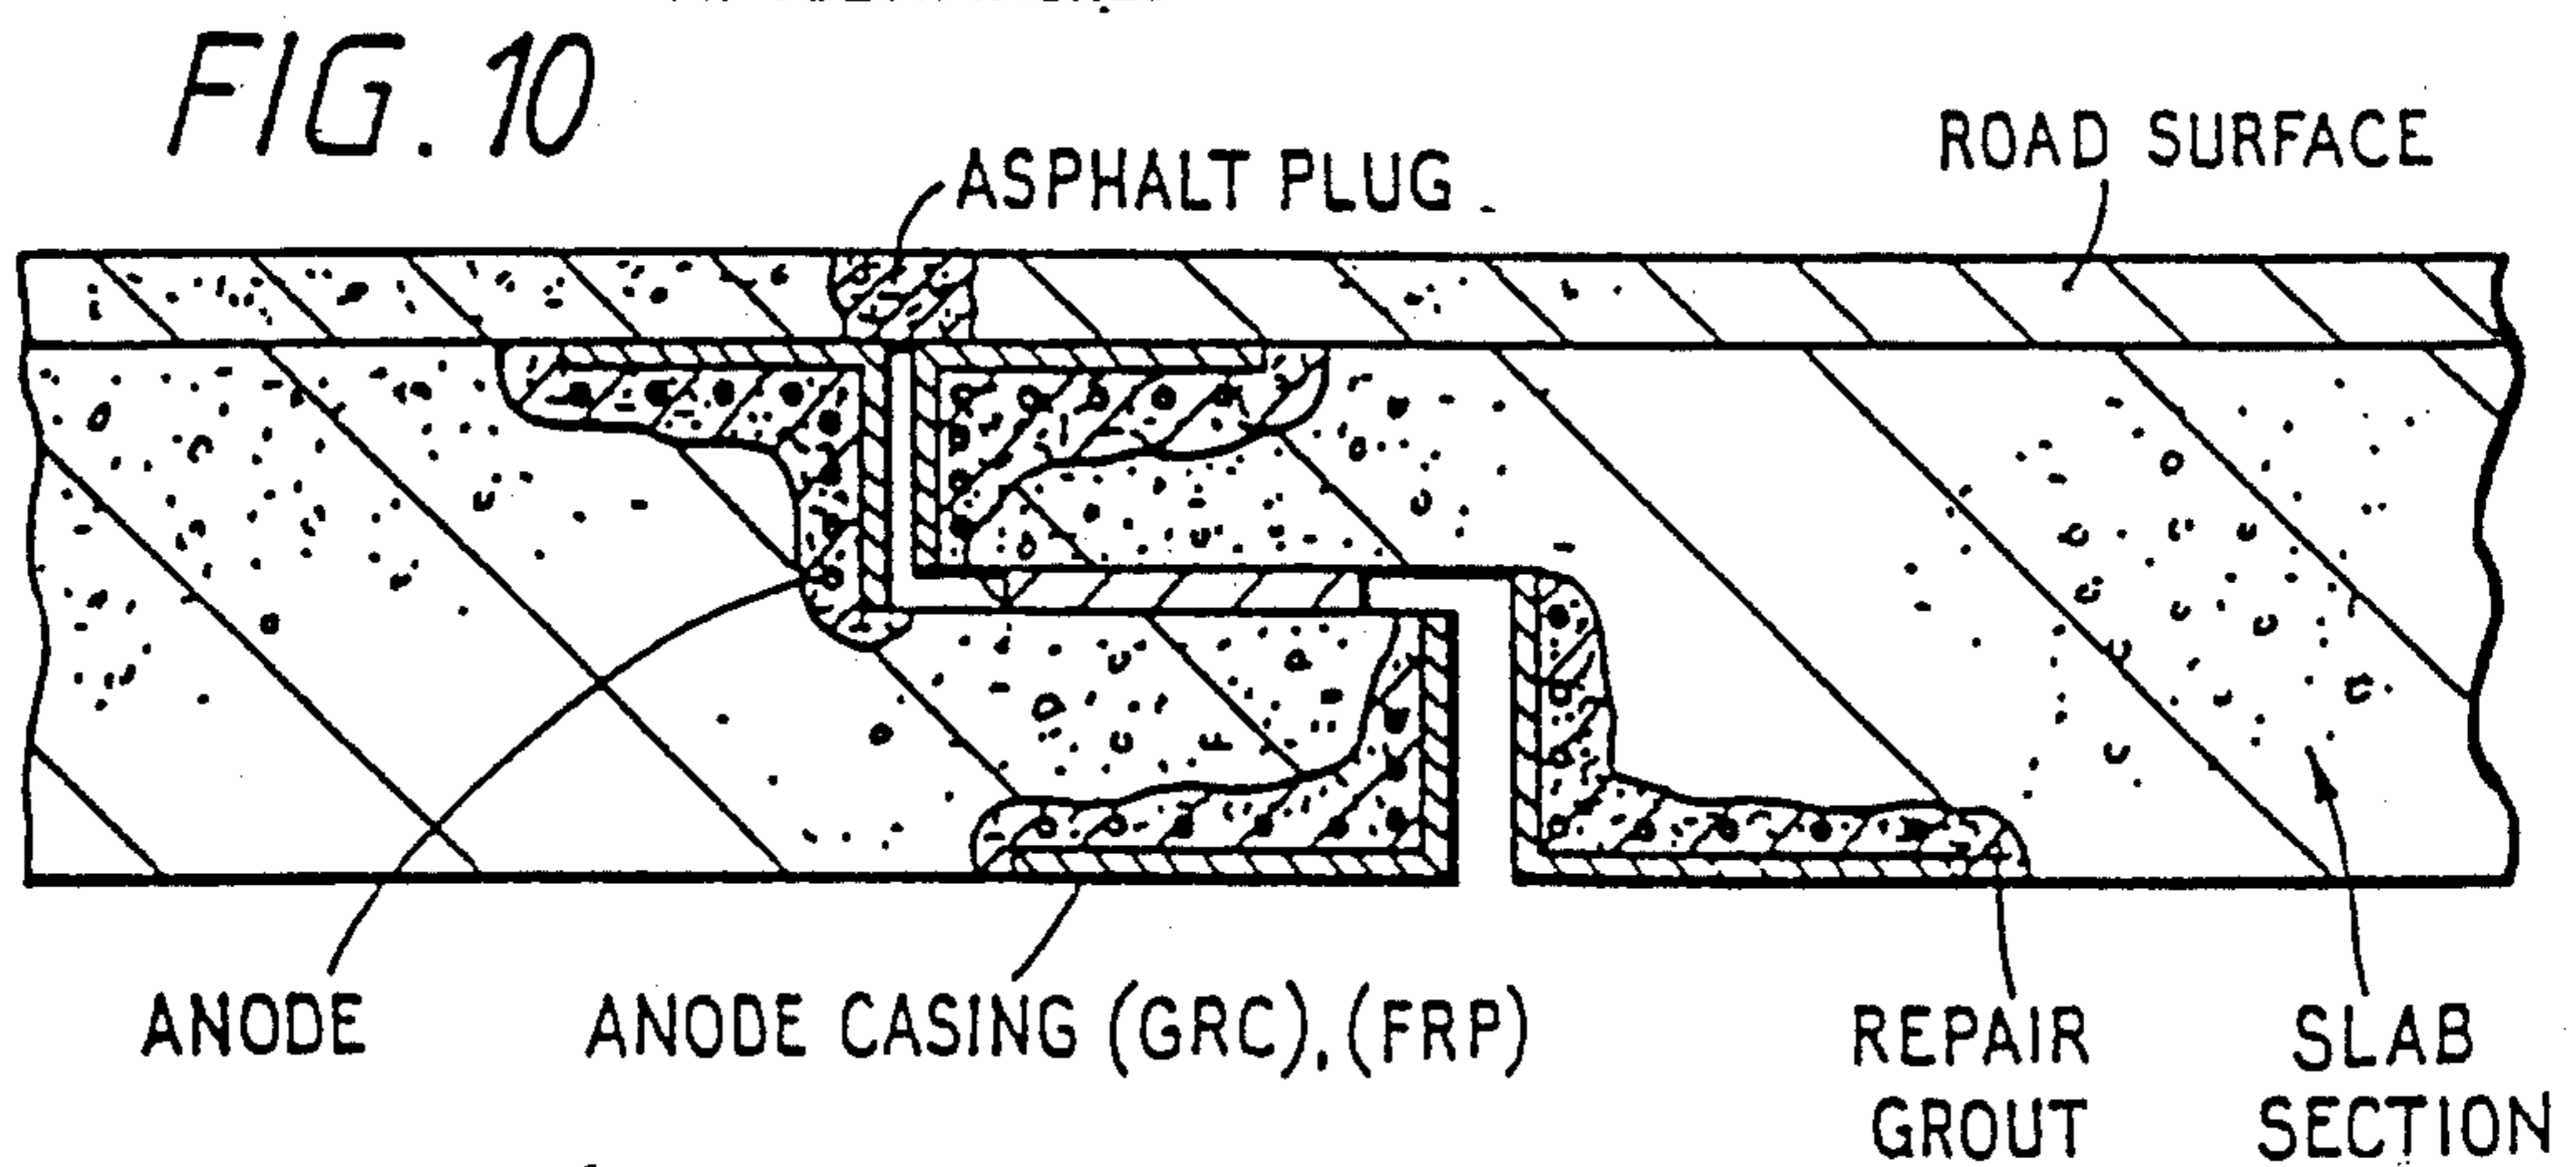 FIG. 10
ASPHALT PLUG
ROAD SURFACE
ANODE
ANODE CASING (GRC), (FRP)
REPAIR
GROUT
SLAB
SECTION